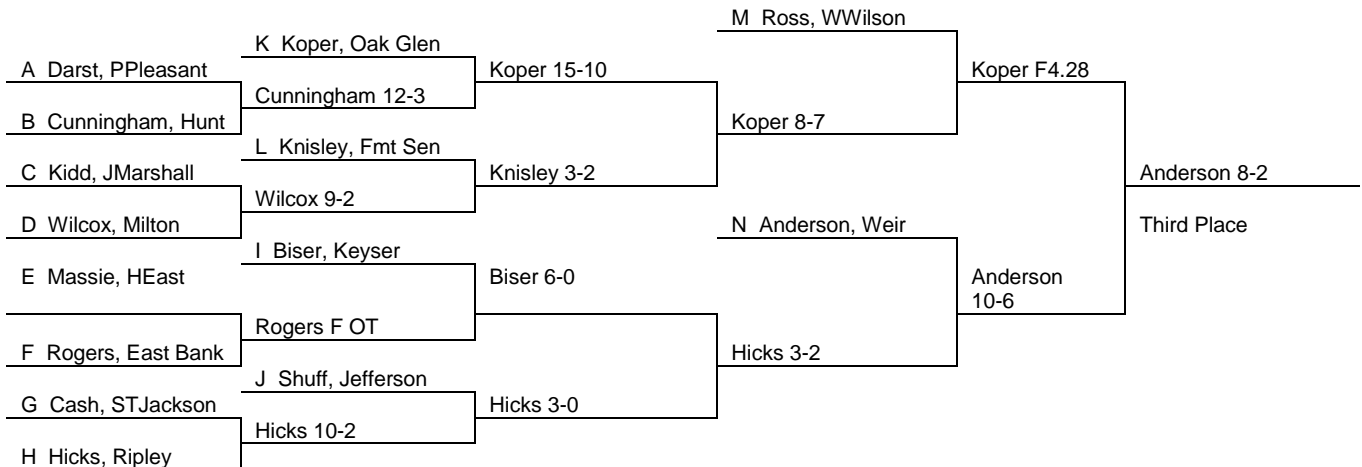 M Ross, WWilson
K Koper, Oak Glen
A Darst, PPleasant
Koper 15-10
Koper F4.28
Cunningham 12-3
B Cunningham, Hunt
Koper 8-7
L Knisley, Fmt Sen
C Kidd, JMarshall
Knisley 3-2
Anderson 8-2
Wilcox 9-2
D Wilcox, Milton
N Anderson, Weir
Third Place
I Biser, Keyser
E Massie, HEast
Biser 6-0
Anderson
10-6
Rogers F OT
F Rogers, East Bank
Hicks 3-2
J Shuff, Jefferson
G Cash, STJackson
Hicks 3-0
Hicks 10-2
H Hicks, Ripley